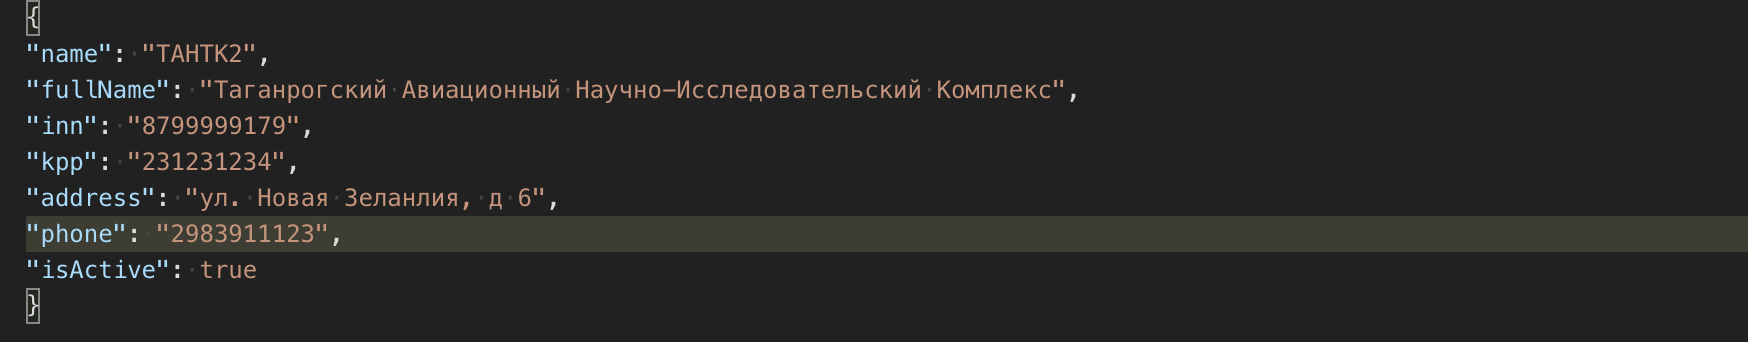 {
"name": "ТАНТК2",
"fullName": "Таганрогский Авиационный Научно-Исследовательский Комплекс",
"inn": "8799999179",
"kpp": "231231234",
"address": "ул. Новая Зеланлия, д 6",
"phone": "2983911123",
"isActive": true
}